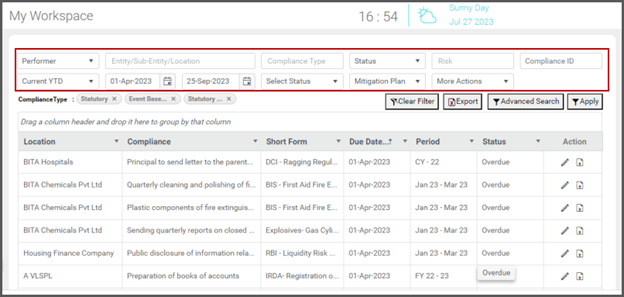 My Workspace
16 : 54
Sunny Day
Jul 27 2023
Performer Entity/Sub-Entity/Location Compliance Type Status Risk Compliance ID
Current YTD 01-Apr-2023 25-Sep-2023 Select Status Mitigation Plan More Actions
ComplianceType : Statutory × Event Base... × Statutory ... × Clear Filter Export Advanced Search Apply
Drag a column header and drop it here to group by that column
Location Compliance Short Form Due Date... Period Status Action
BITA Hospitals Principal to send letter to the parent... DCI - Ragging Regul... 01-Apr-2023 CY - 22 Overdue
BITA Chemicals Pvt Ltd Quarterly cleaning and polishing of fi... BIS - First Aid Fire E... 01-Apr-2023 Jan 23 - Mar 23 Overdue
BITA Chemicals Pvt Ltd Plastic components of fire extinguis... BIS - First Aid Fire E... 01-Apr-2023 Jan 23 - Mar 23 Overdue
BITA Chemicals Pvt Ltd Sending quarterly reports on closed ... Explosives- Gas Cyli... 01-Apr-2023 Jan 23 - Mar 23 Overdue
Housing Finance Company Public disclosure of information rela... RBI - Liquidity Risk ... 01-Apr-2023 Jan 23 - Mar 23 Overdue
A VLSPL Preparation of books of accounts IRDA- Registration o... 01-Apr-2023 FY 22 - 23 Overdue